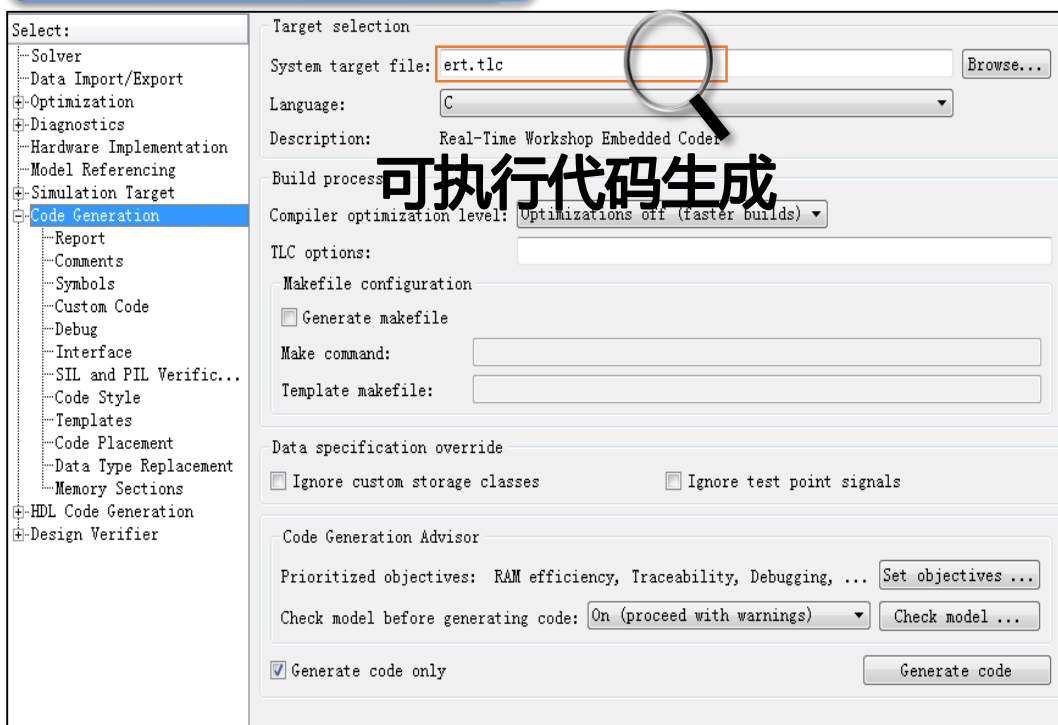 Select:
Solver
Data Import/Export
Optimization
Diagnostics
Hardware Implementation
Model Referencing
Simulation Target
Code Generation
Report
Comments
Symbols
Custom Code
Debug
Interface
SIL and PIL Verific...
Code Style
Templates
Code Placement
Data Type Replacement
Memory Sections
HDL Code Generation
Design Verifier
Target selection
System target file: ert.tlc Browse...
Language: C
Description: Real-Time Workshop Embedded Coder
可执行代码生成
Build process
Compiler optimization level: Optimizations off (faster builds)
TLC options:
Makefile configuration
Generate makefile
Make command:
Template makefile:
Data specification override
Ignore custom storage classes Ignore test point signals
Code Generation Advisor
Prioritized objectives: RAM efficiency, Traceability, Debugging, ... Set objectives ...
Check model before generating code: On (proceed with warnings) Check model ...
Generate code only Generate code